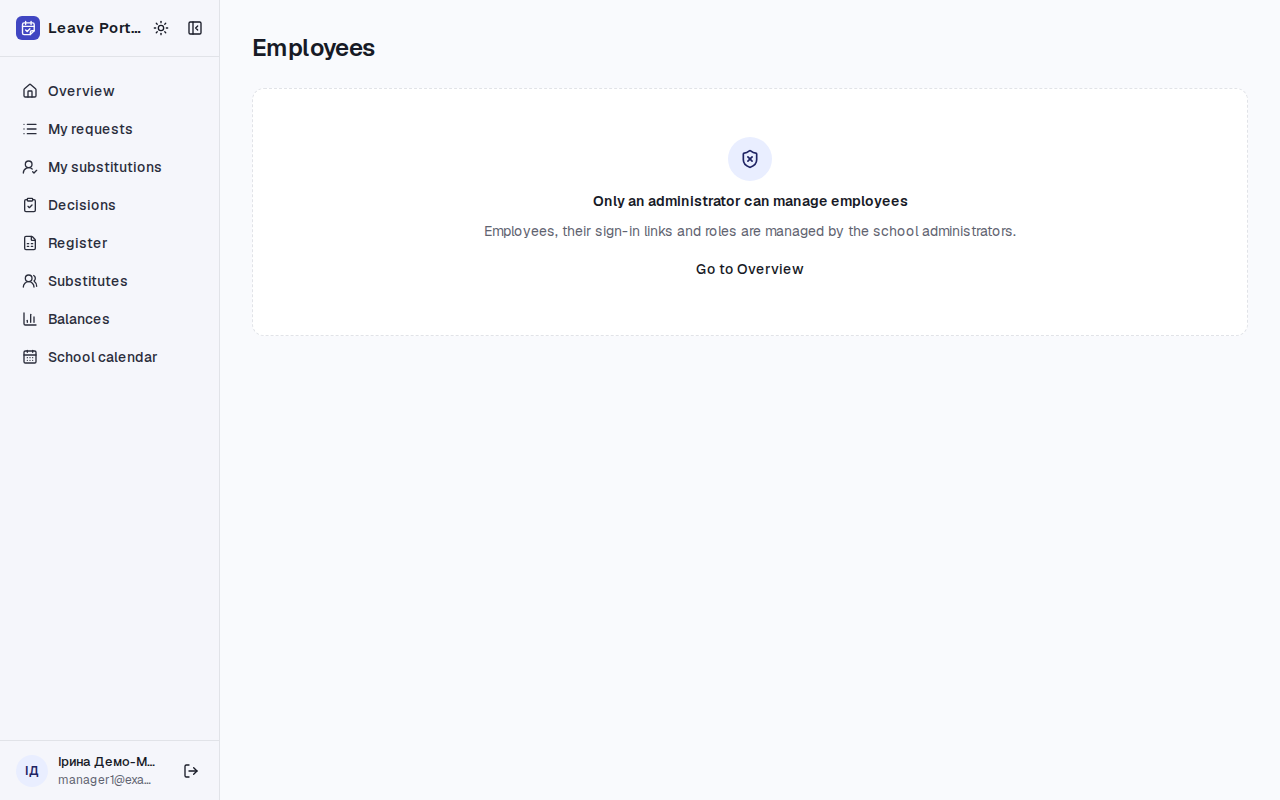 Leave Port…
Overview
My requests
My substitutions
Decisions
Register
Substitutes
Balances
School calendar
Ірина Демо-М…
manager1@exa…
ІД
Employees
Only an administrator can manage employees
Employees, their sign-in links and roles are managed by the school administrators.
Go to Overview